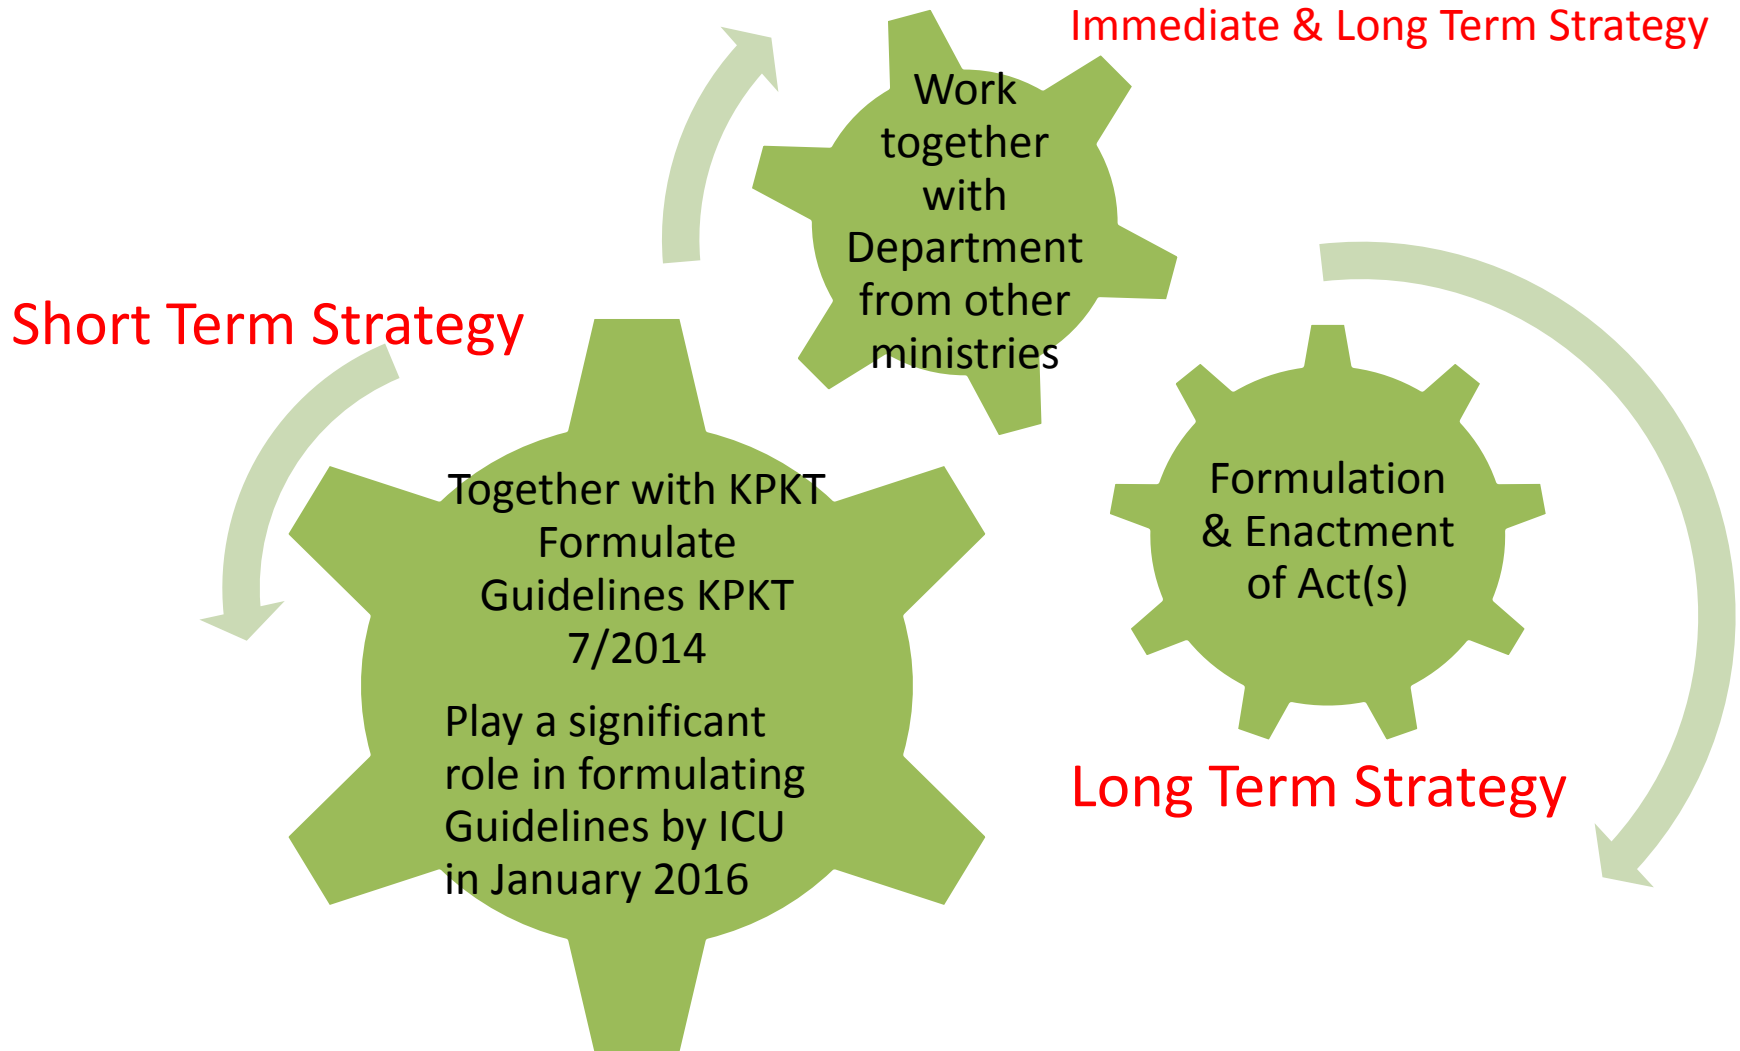 Immediate & Long Term Strategy
Work
together
with
Department
from other
ministries
Short Term Strategy
Together with KPKT
Formulate
Guidelines KPKT
7/2014
Play a significant
role in formulating
Guidelines by ICU
in January 2016
Formulation
& Enactment
of Act(s)
Long Term Strategy